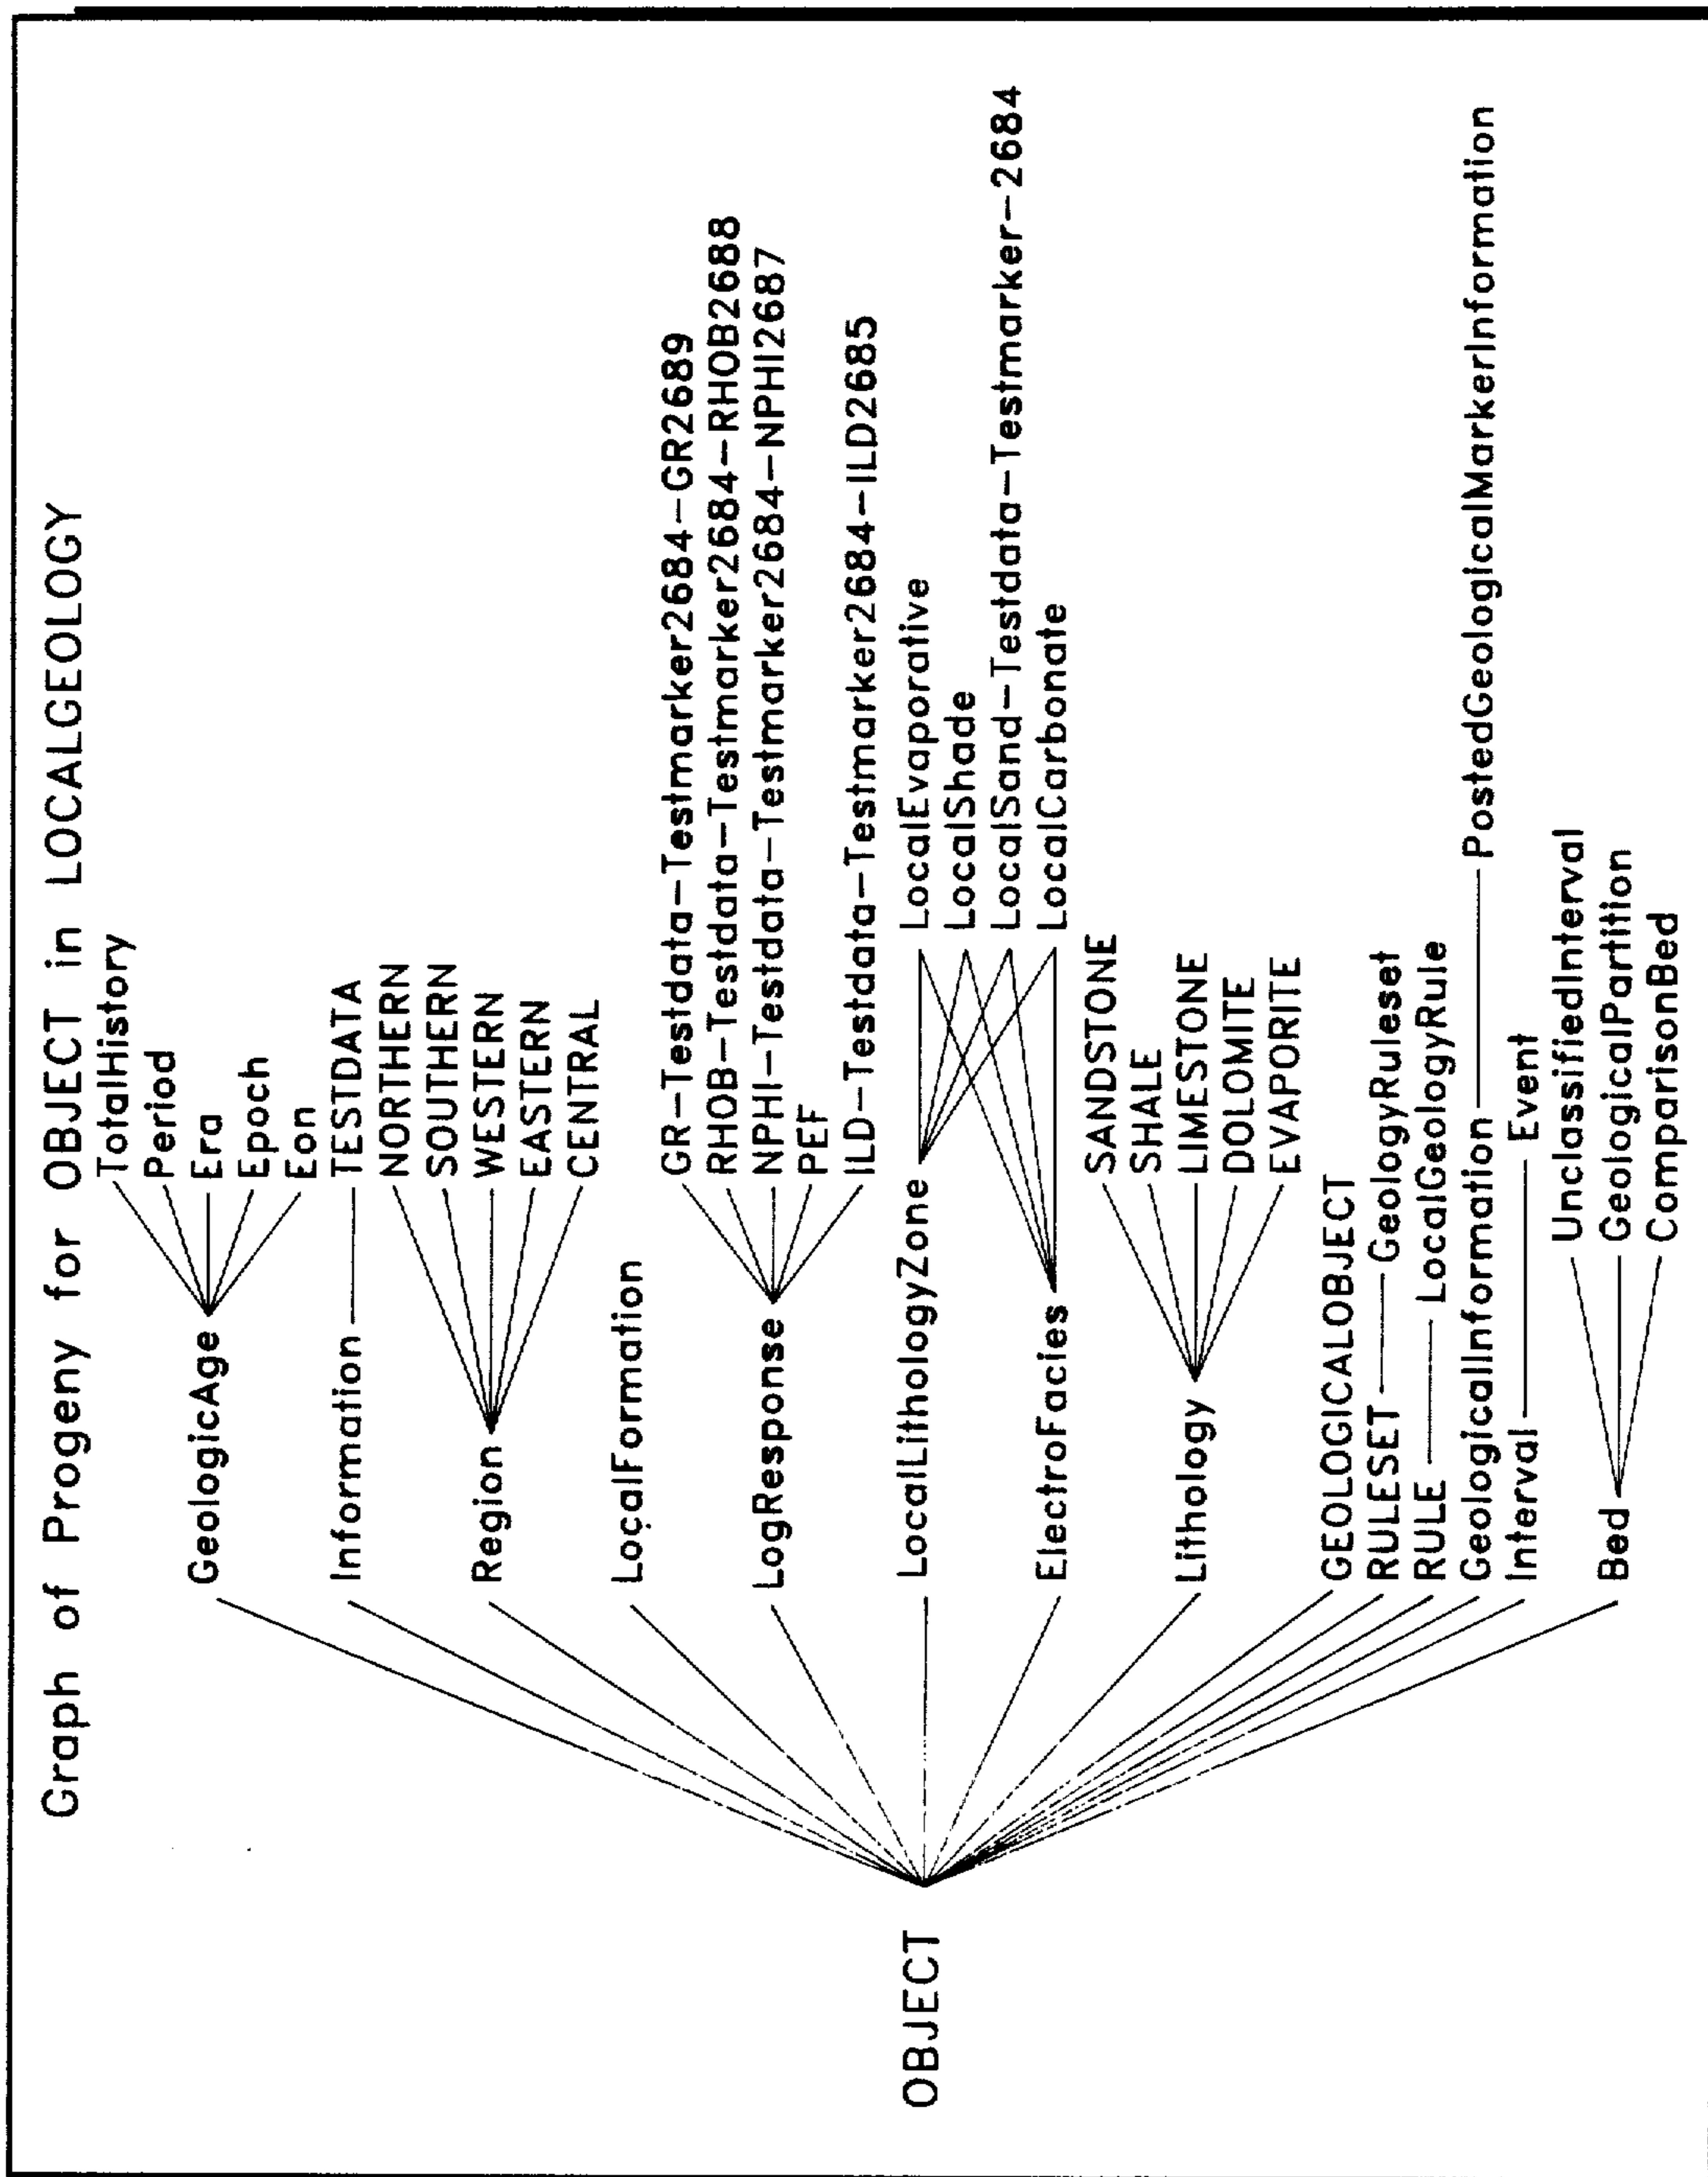 Graph of Progeny for OBJECT in LOCALGEOLOGY
TotalHistory
Period
GeologicAge
Era
Epoch
Eon
Information
TESTDATA
NORTHERN
SOUTHERN
Region
WESTERN
EASTERN
CENTRAL
LocalFormation
GR-Testdata-Testmarker2684-GR2689
RHOB-Testdata-Testmarker2684-RHOB2688
LogResponse
NPHI-Testdata-Testmarker2684-NPHI2687
PEF
ILD-Testdata-Testmarker2684-ILD2685
OBJECT
LocalLithologyZone
LocalEvaporative
LocalShade
LocalSand-Testdata-Testmarker-2684
ElectroFacies
LocalCarbonate
SANDSTONE
SHALE
Lithology
LIMESTONE
DOLOMITE
EVAPORITE
GEOLOGICALOBJECT
RULESET
GeologyRuleset
RULE
LocalGeologyRule
GeologicalInformation
PostedGeologicalMarkerInformation
Interval
Event
UnclassifiedInterval
Bed
GeologicalPartition
ComparisonBed